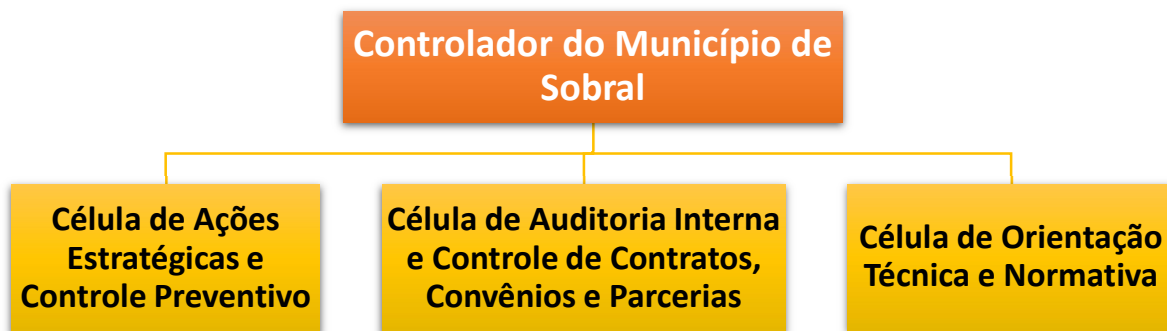 Controlador do Município de
Sobral
Célula de Ações
Estratégicas e
Controle Preventivo
Célula de Auditoria Interna
e Controle de Contratos,
Convênios e Parcerias
Célula de Orientação
Técnica e Normativa